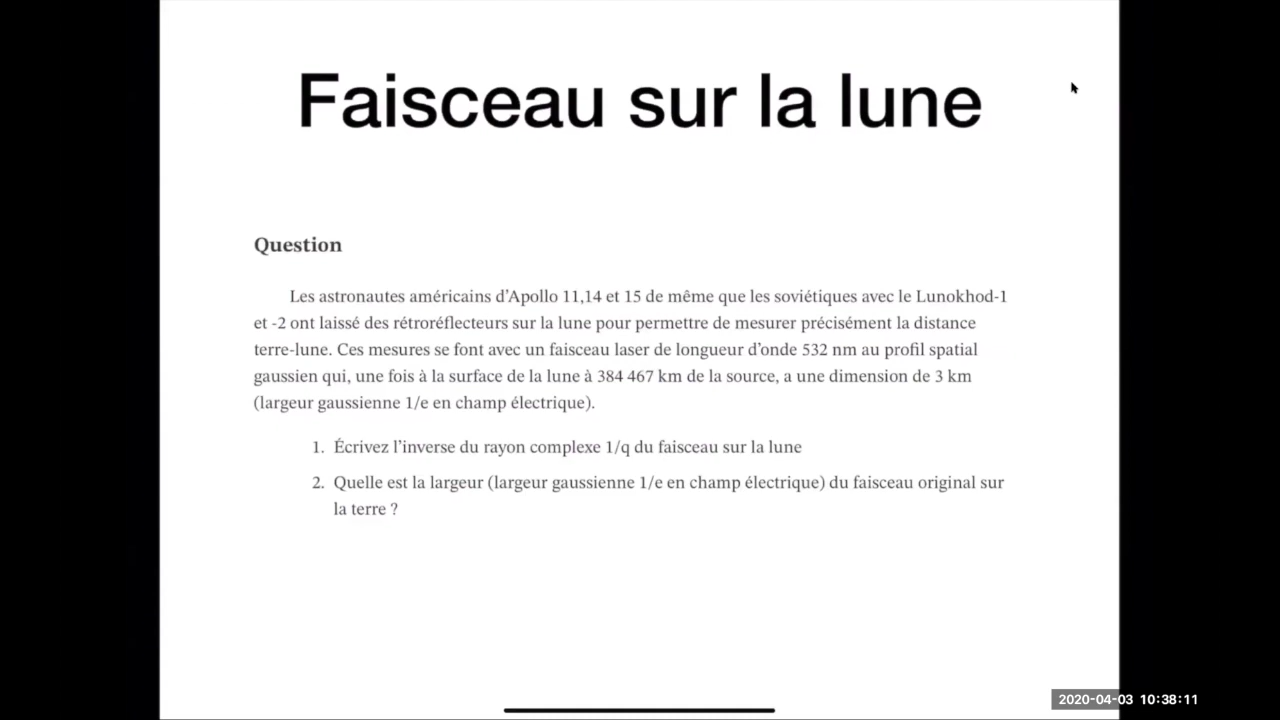 Faisceau sur la lune
Question
Les astronautes américains d'Apollo 11,14 et 15 de même que les soviétiques avec le Lunokhod-1
et -2 ont laissé des rétroréflecteurs sur la lune pour permettre de mesurer précisément la distance
terre-lune. Ces mesures se font avec un faisceau laser de longueur d'onde 532 nm au profil spatial
gaussien qui, une fois à la surface de la lune à 384 467 km de la source, a une dimension de 3 km
(largeur gaussienne 1/e en champ électrique).
1. Écrivez l'inverse du rayon complexe 1/q du faisceau sur la lune
2. Quelle est la largeur (largeur gaussienne 1/e en champ électrique) du faisceau original sur
la terre ?
2020-04-03 10:38:11